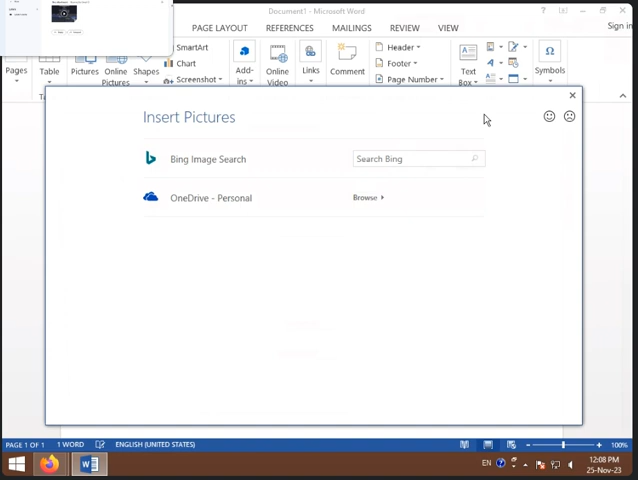 Document1 - Microsoft Word
PAGE LAYOUT REFERENCES MAILINGS REVIEW VIEW Sign in
Pages Table Pictures Online Pictures Shapes SmartArt Chart Screenshot Add-ins Online Video Links Comment Header Footer Page Number Text Box Symbols
Insert Pictures
Bing Image Search Search Bing
OneDrive - Personal Browse
PAGE 1 OF 1 1 WORD ENGLISH (UNITED STATES) 100%
EN 12:08 PM
25-Nov-23